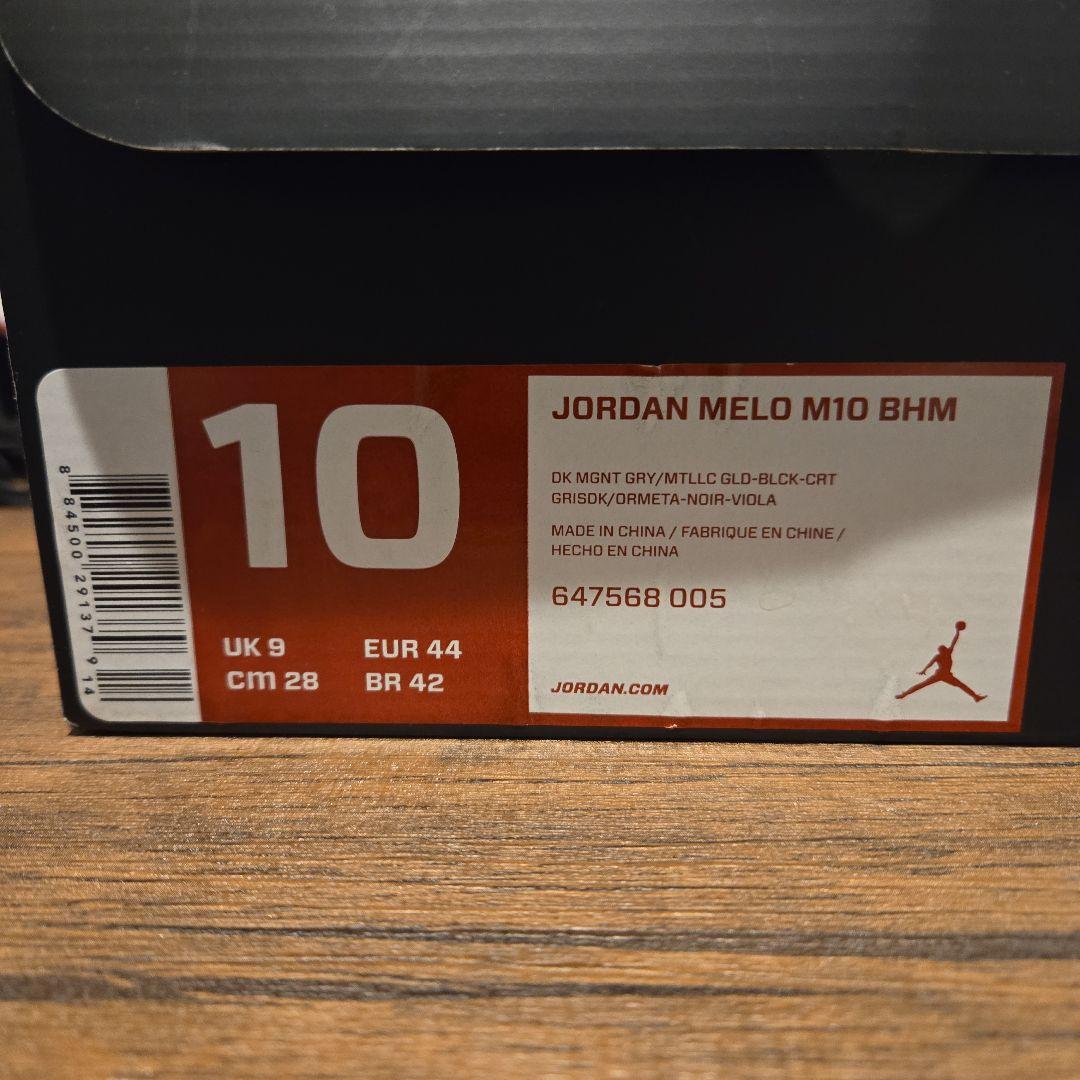 JORDAN MELO M10 BHM
10
DK MGNT GRY/MTLLC GLD-BLCK-CRT
GRISDK/ORMETA-NOIR-VIOLA
MADE IN CHINA / FABRIQUE EN CHINE /
HECHO EN CHINA
647568 005
UK 9 EUR 44
cm 28 BR 42
JORDAN.COM
8 84500 29137 914